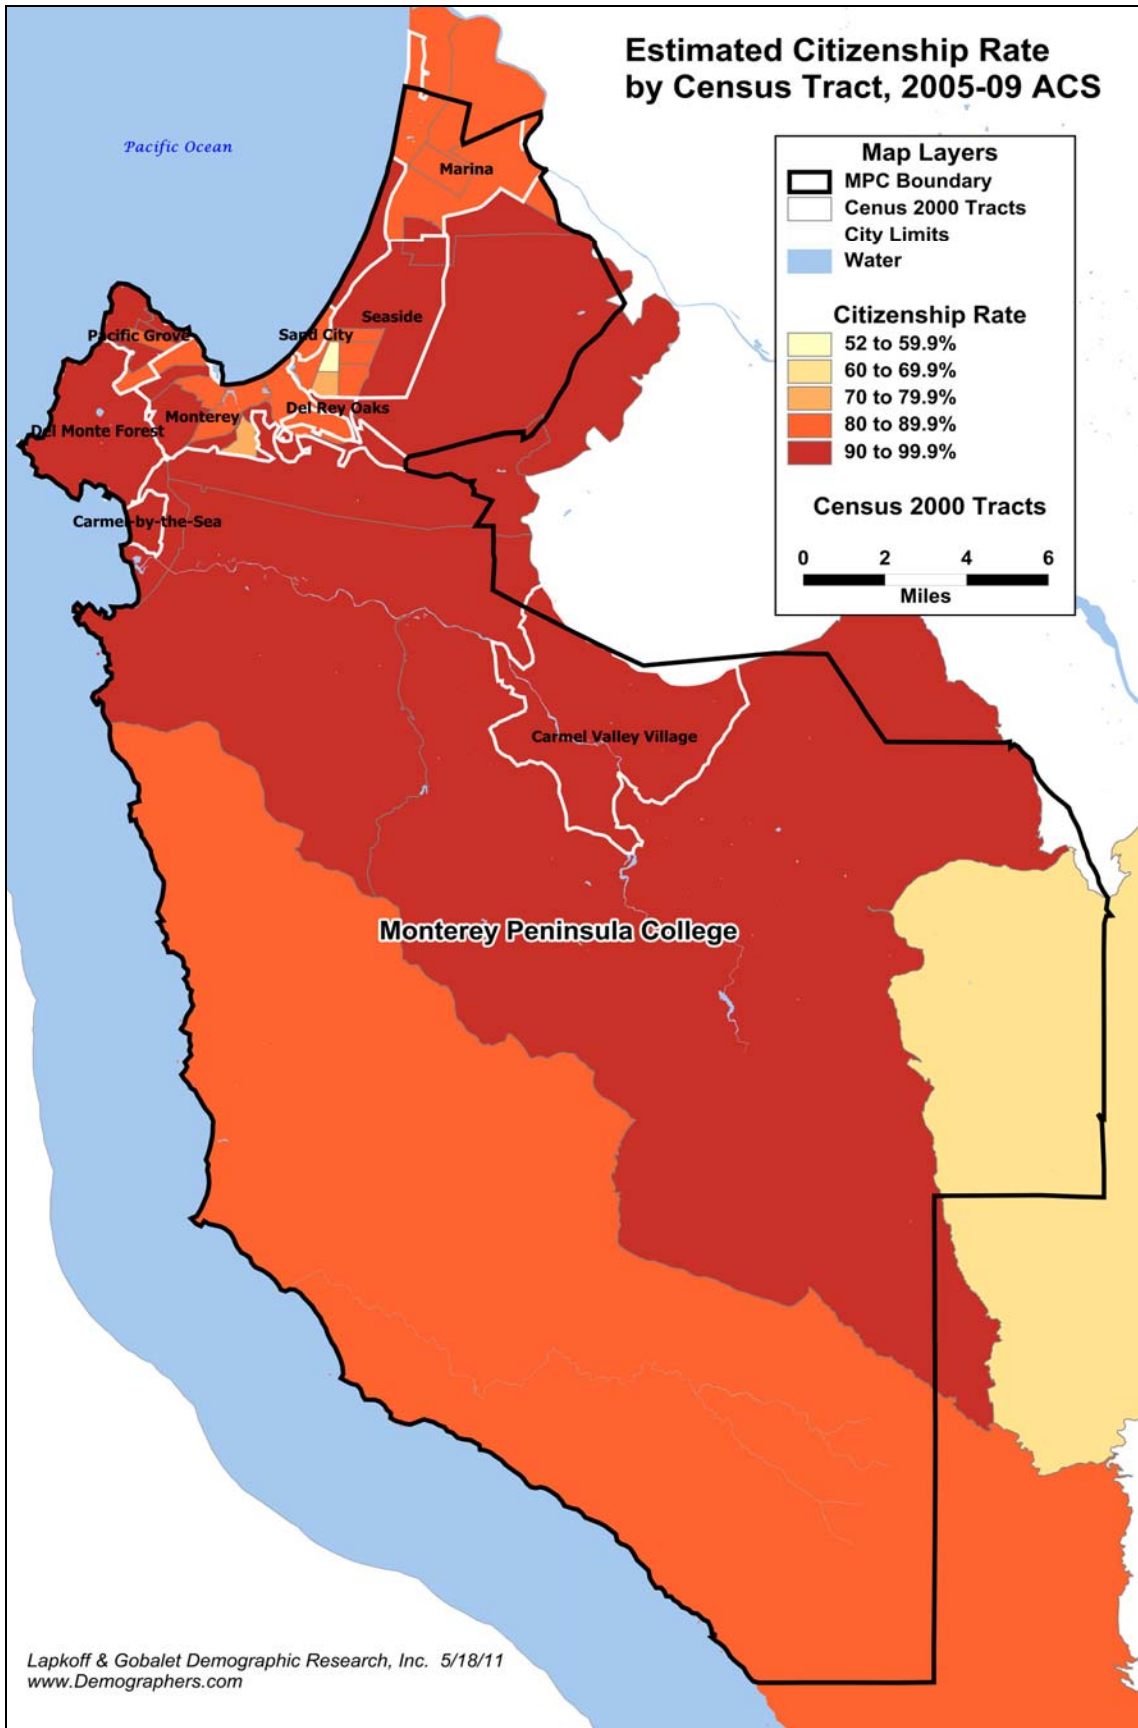 Estimated Citizenship Rate
by Census Tract, 2005-09 ACS
Pacific Ocean
Map Layers
MPC Boundary
Cenus 2000 Tracts
City Limits
Water
Citizenship Rate
52 to 59.9%
60 to 69.9%
70 to 79.9%
80 to 89.9%
90 to 99.9%
Census 2000 Tracts
0 2 4 6
Miles
Marina
Seaside
Sand City
Pacific Grove
Del Rey Oaks
Monterey
Del Monte Forest
Carmel-by-the-Sea
Carmel Valley Village
Monterey Peninsula College
Lapkoff & Gobalet Demographic Research, Inc. 5/18/11
www.Demographers.com